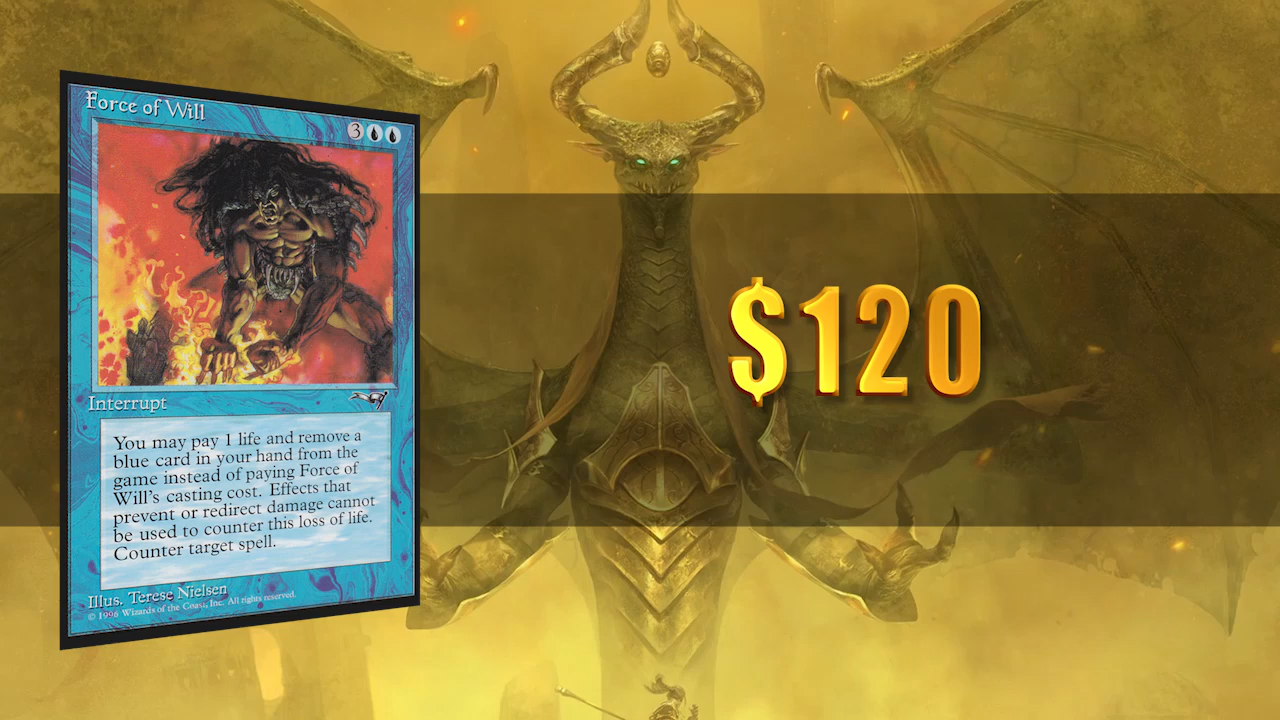 Force of Will
3
Interrupt
You may pay 1 life and remove a
blue card in your hand from the
game instead of paying Force of
Will's casting cost. Effects that
prevent or redirect damage cannot
be used to counter this loss of life.
Counter target spell.
Illus. Terese Nielsen
© 1996 Wizards of the Coast, Inc. All rights reserved.
$120